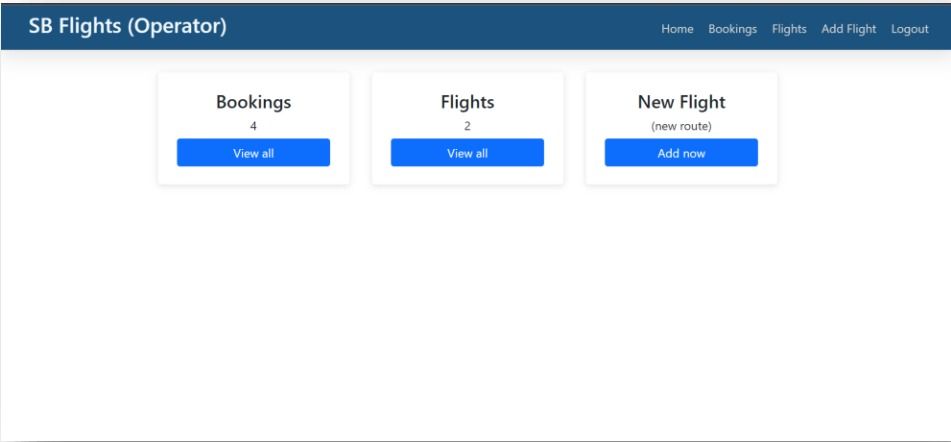 SB Flights (Operator)
Home Bookings Flights Add Flight Logout
Bookings
4
View all
Flights
2
View all
New Flight
(new route)
Add now